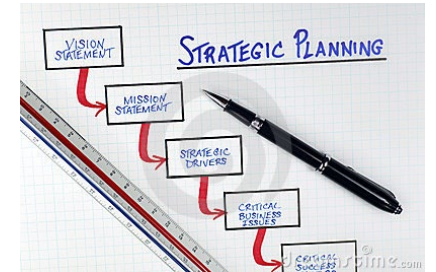 STRATEGIC PLANNING
VISION
STATEMENT
MISSION
STATEMENT
STRATEGIC
DRIVERS
CRITICAL
BUSINESS
ISSUES
CRITICAL
SUCCESS